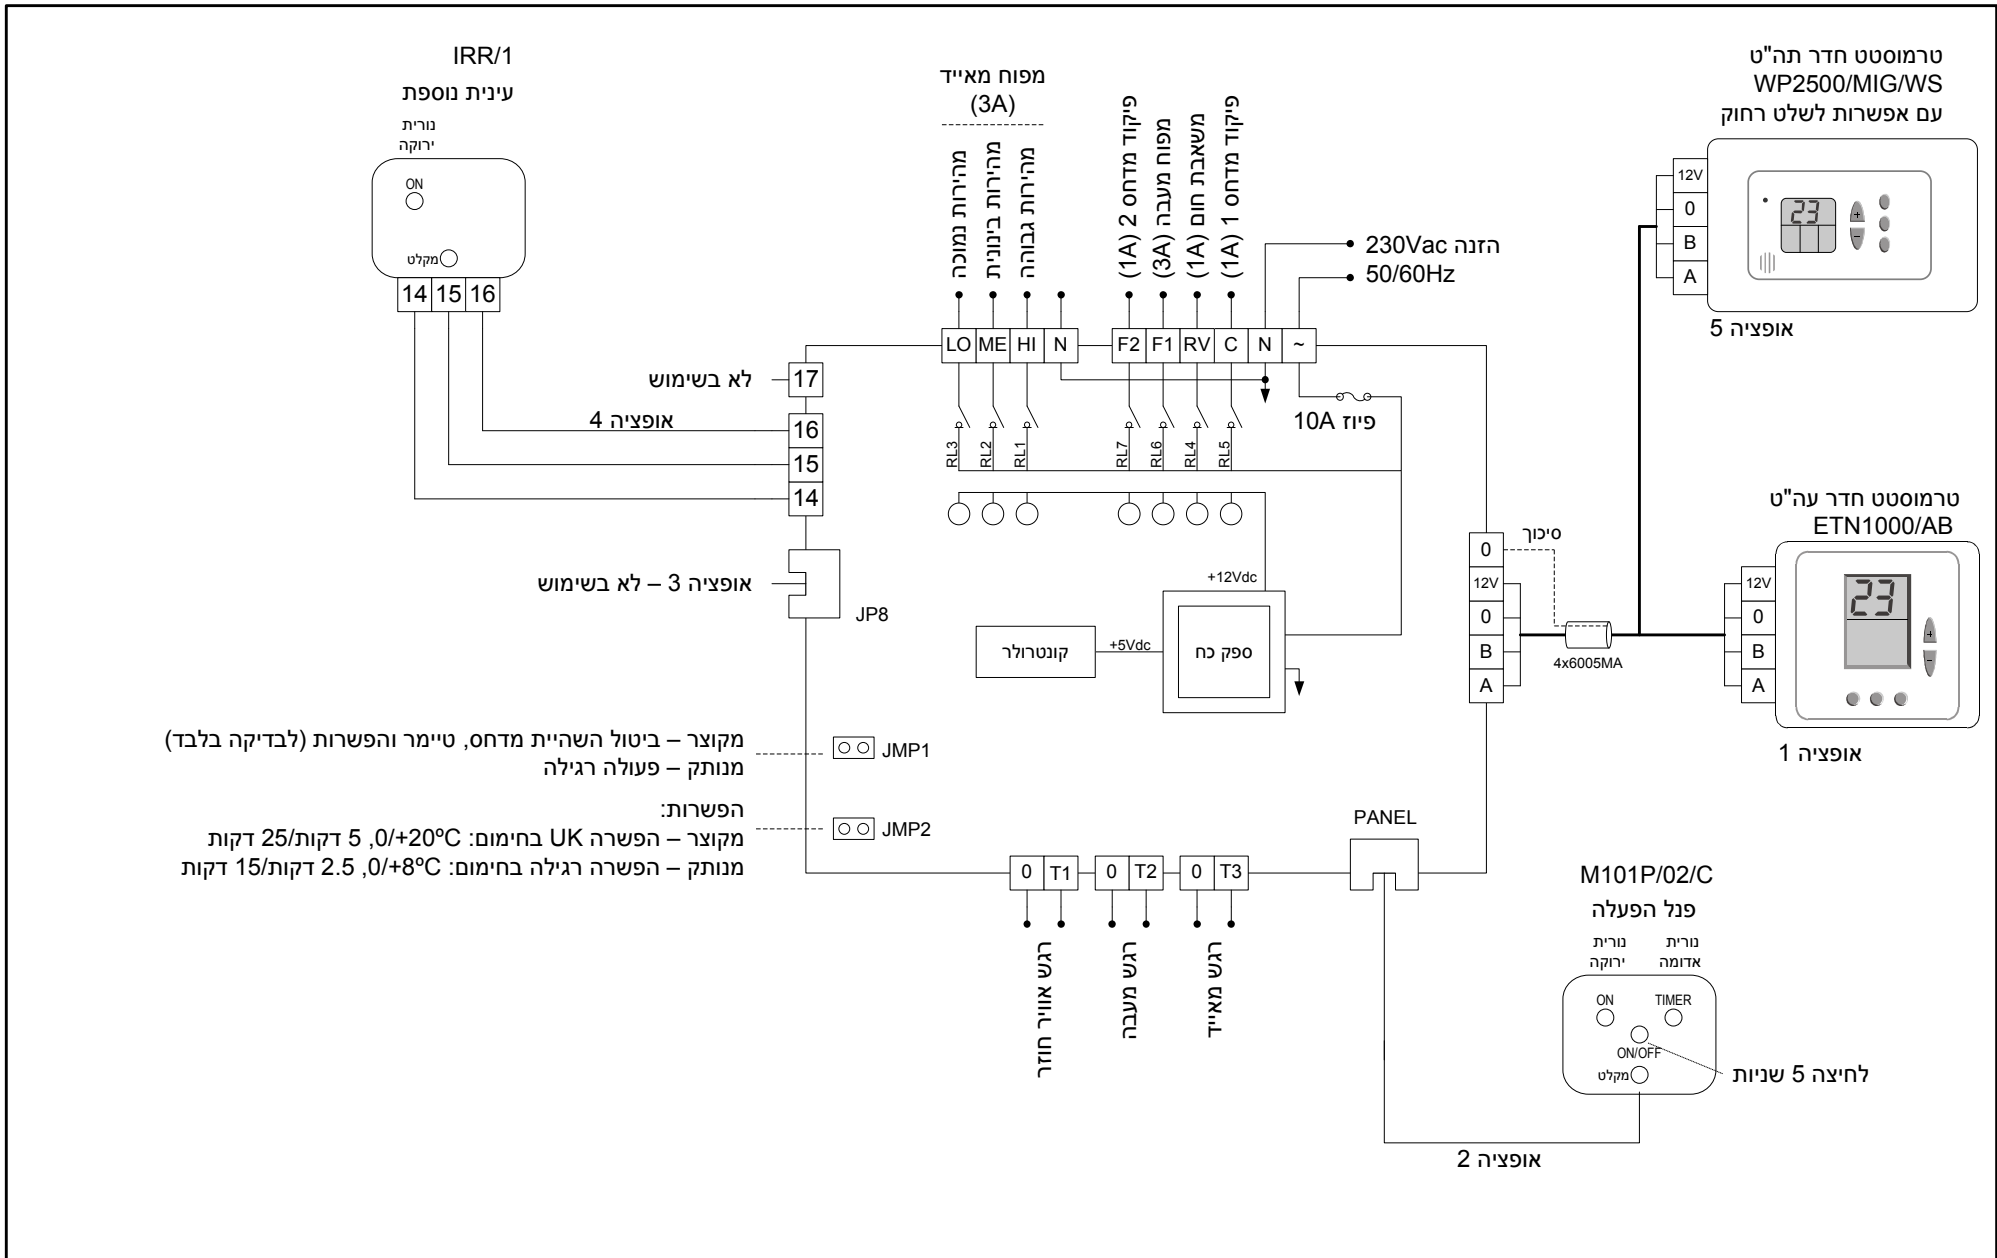 IRR/1
עינית נוספת
נורית
ירוקה
ON
מקלט
14 15 16
אופציה 4
לא בשימוש
17
16
15
14
אופציה 3 – לא בשימוש
JP8
מפוח מאייד
(3A)
מהירות נמוכה
מהירות בינונית
מהירות גבוהה
פיקוד מדחס 2 (1A)
מפוח מעבה (3A)
משאבת חום (1A)
פיקוד מדחס 1 (1A)
הזנה 230Vac
50/60Hz
LO ME HI N F2 F1 RV C N ~
פיוז 10A
RL3 RL2 RL1 RL7 RL6 RL4 RL5
+12Vdc
קונטרולר
+5Vdc
ספק כח
טרמוסטט חדר תה"ט
WP2500/MIG/WS
עם אפשרות לשלט רחוק
12V
0
B
A
23
+
−
אופציה 5
טרמוסטט חדר עה"ט
ETN1000/AB
12V
0
B
A
23
+
−
אופציה 1
סיכוך
0
12V
0
B
A
4x6005MA
מקוצר – ביטול השהיית מדחס, טיימר והפשרות (לבדיקה בלבד)
מנותק – פעולה רגילה
JMP1
הפשרות:
מקוצר – הפשרה UK בחימום: 0/+20ºC, 5 דקות/25 דקות
מנותק – הפשרה רגילה בחימום: 0/+8ºC, 2.5 דקות/15 דקות
JMP2
0 T1 0 T2 0 T3
רגש אוויר חוזר
רגש מעבה
רגש מאייד
PANEL
M101P/02/C
פנל הפעלה
נורית
ירוקה
נורית
אדומה
ON TIMER
ON/OFF
מקלט
לחיצה 5 שניות
אופציה 2